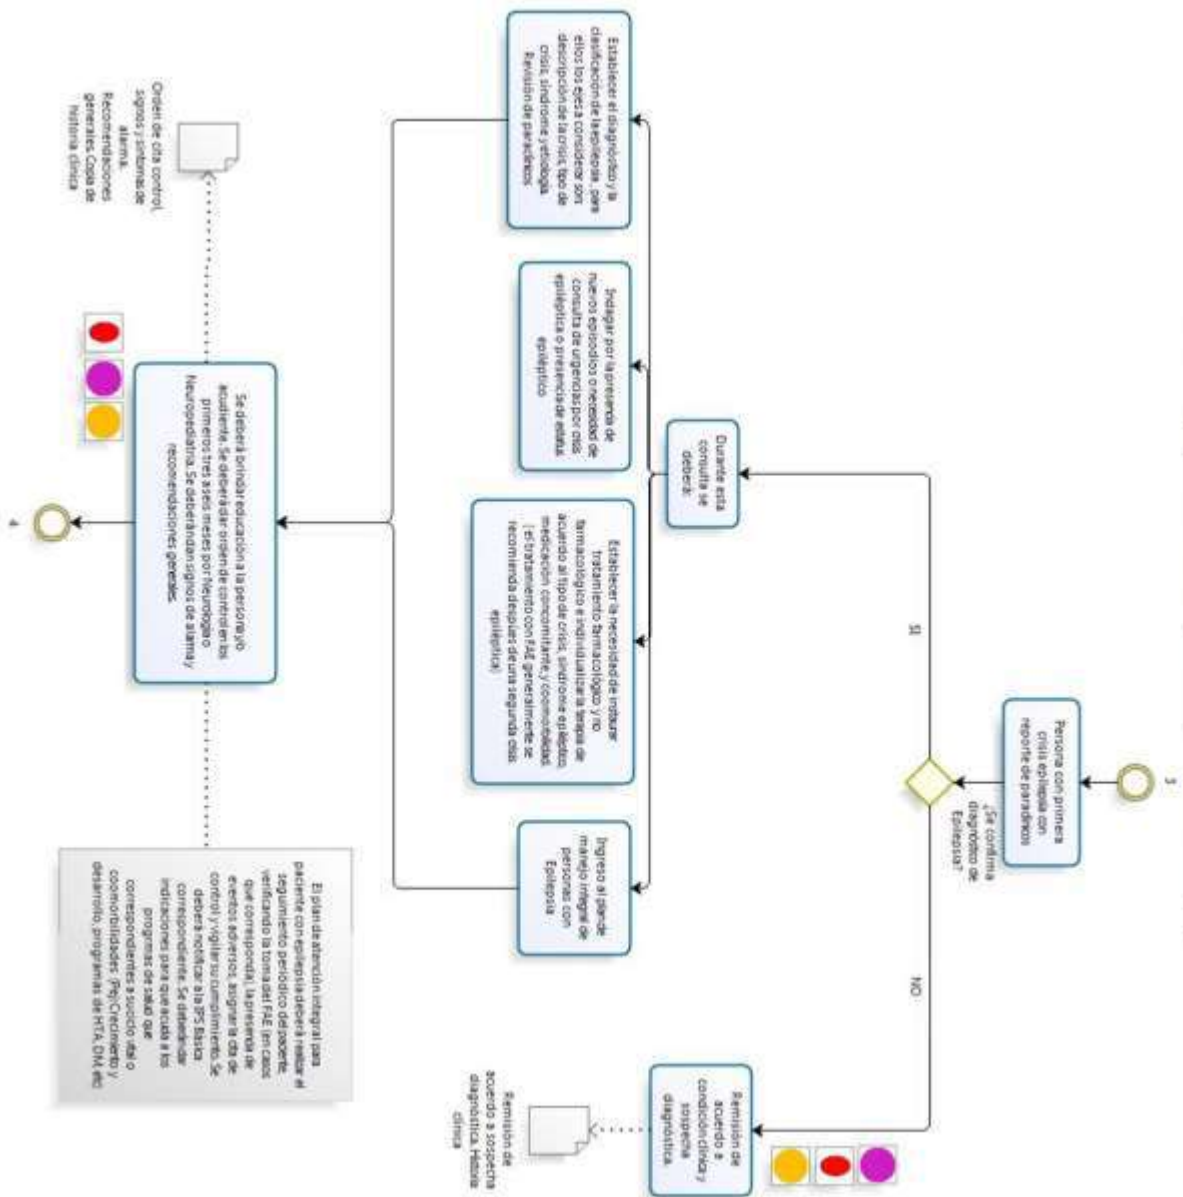 3
Persona con primera
crisis epilepsia con
reporte de paraclínicos
¿Se confirma
diagnóstico de
Epilepsia?
SI
NO
Durante esta
consulta se
deberá:
Remisión de
acuerdo a
condición clínica y
sospecha
diagnóstica.
Remisión de
acuerdo a sospecha
diagnóstica. Historia
clínica
Establecer el diagnóstico y la
clasificación de la epilepsia , para
ellos los ejes a considerar son:
descripción de la crisis, tipo de
crisis, síndrome y etiología.
Revisión de paraclínicos
Indagar por la presencia de
nuevos episodios o necesidad de
consulta de urgencias por crisis
epiléptica o presencia de estatus
epiléptico
Establecer la necesidad de instaurar
tratamiento farmacológico y no
farmacológico e individualizar la terapia de
acuerdo al tipo de crisis, síndrome epiléptico,
medicación concomitante, y coomorbilidad.
( el tratamiento con FAE generalmente se
recomienda después de una segunda crisis
epiléptica)
Ingreso al plan de
manejo integral de
personas con
Epilepsia
Se deberá brindar educación a la persona y/o
acudiente. Se deberá dar orden de control en los
primeros tres a seis meses por Neurología o
Neuropediatría. Se deberán dan signos de alarma y
recomendaciones generales.
Orden de cita control,
signos y síntomas de
alarma.
Recomendaciones
generales. Copia de
historia clínica
El plan de atención integral para
paciente con epilepsia deberá realizar el
seguimiento periódico del paciente,
verificando la toma del FAE (en casos
que corresponda), la presencia de
eventos adversos, asignar la cita de
control y vigilar su cumplimiento. Se
deberá notificar a la IPS Básica
correspondiente. Se deberán dar
indicaciones para que acuda a los
progrmas de salud que
correspondientes a su ciclo vital o
coomorbilidades (Pej: Crecimiento y
desarrollo, programas de HTA, DM, etc)
4